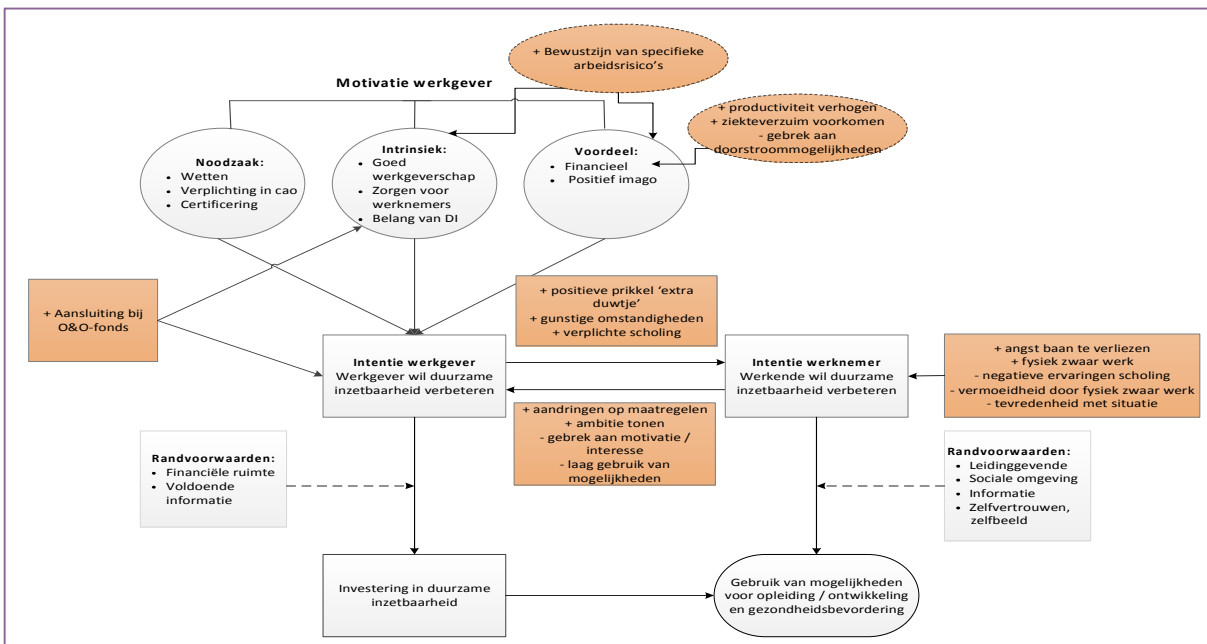 + Bewustzijn van specifieke
arbeidsrisico's
Motivatie werkgever
+ productiviteit verhogen
+ ziekteverzuim voorkomen
- gebrek aan
doorstroommogelijkheden
Noodzaak:
• Wetten
• Verplichting in cao
• Certificering
Intrinsiek:
• Goed
werkgeverschap
• Zorgen voor
werknemers
• Belang van DI
Voordeel:
• Financieel
• Positief imago
+ Aansluiting bij
O&O-fonds
+ positieve prikkel 'extra
duwtje'
+ gunstige omstandigheden
+ verplichte scholing
Intentie werkgever
Werkgever wil duurzame
inzetbaarheid verbeteren
Intentie werknemer
Werkende wil duurzame
inzetbaarheid verbeteren
+ angst baan te verliezen
+ fysiek zwaar werk
- negatieve ervaringen scholing
- vermoeidheid door fysiek zwaar werk
- tevredenheid met situatie
+ aandringen op maatregelen
+ ambitie tonen
- gebrek aan motivatie /
interesse
- laag gebruik van
mogelijkheden
Randvoorwaarden:
• Financiële ruimte
• Voldoende
informatie
Randvoorwaarden:
• Leidinggevende
• Sociale omgeving
• Informatie
• Zelfvertrouwen,
zelfbeeld
Investering in duurzame
inzetbaarheid
Gebruik van mogelijkheden
voor opleiding / ontwikkeling
en gezondheidsbevordering